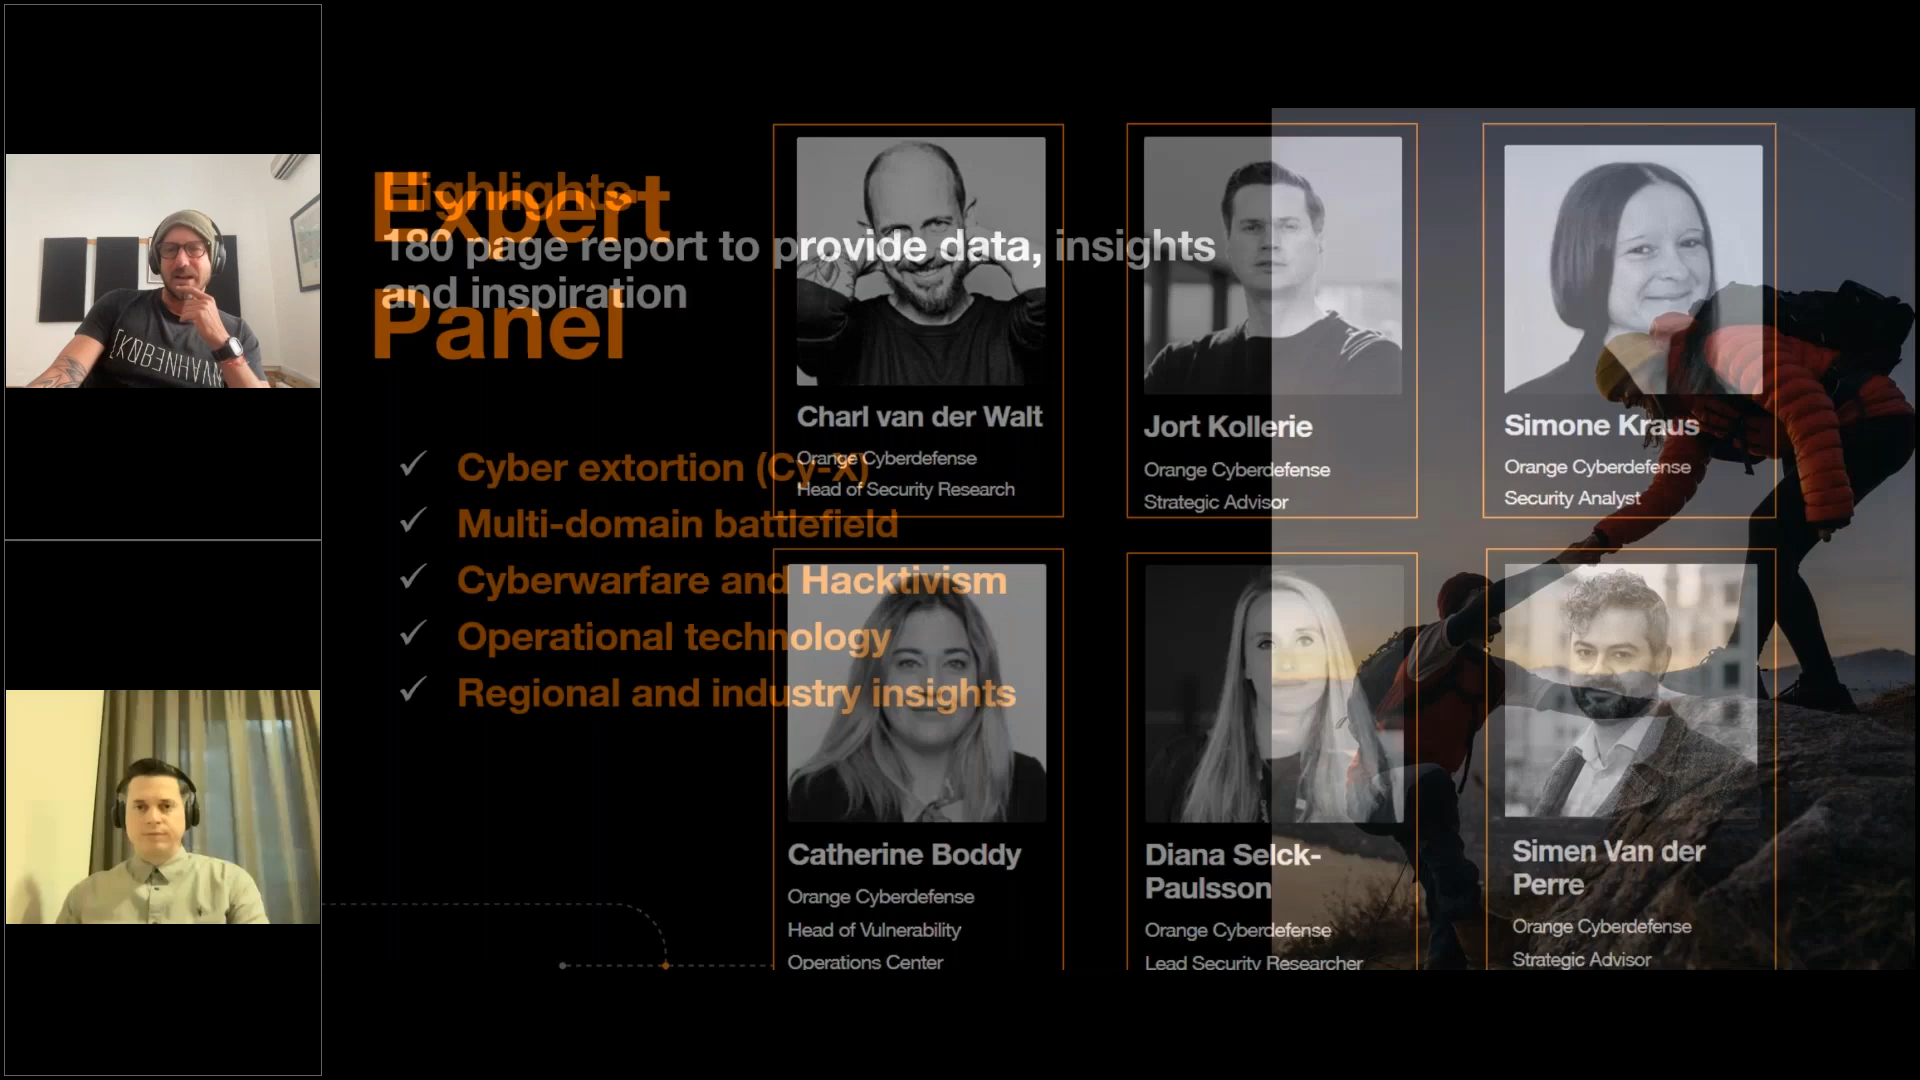 Highlights
Expert
180 page report to provide data, insights
and inspiration
Panel
Cyber extortion (Cy-X)
Multi-domain battlefield
Cyberwarfare and Hacktivism
Operational technology
Regional and industry insights
Charl van der Walt
Orange Cyberdefense
Head of Security Research
Jort Kollerie
Orange Cyberdefense
Strategic Advisor
Simone Kraus
Orange Cyberdefense
Security Analyst
Catherine Boddy
Orange Cyberdefense
Head of Vulnerability
Operations Center
Diana Selck-
Paulsson
Orange Cyberdefense
Lead Security Researcher
Simen Van der
Perre
Orange Cyberdefense
Strategic Advisor